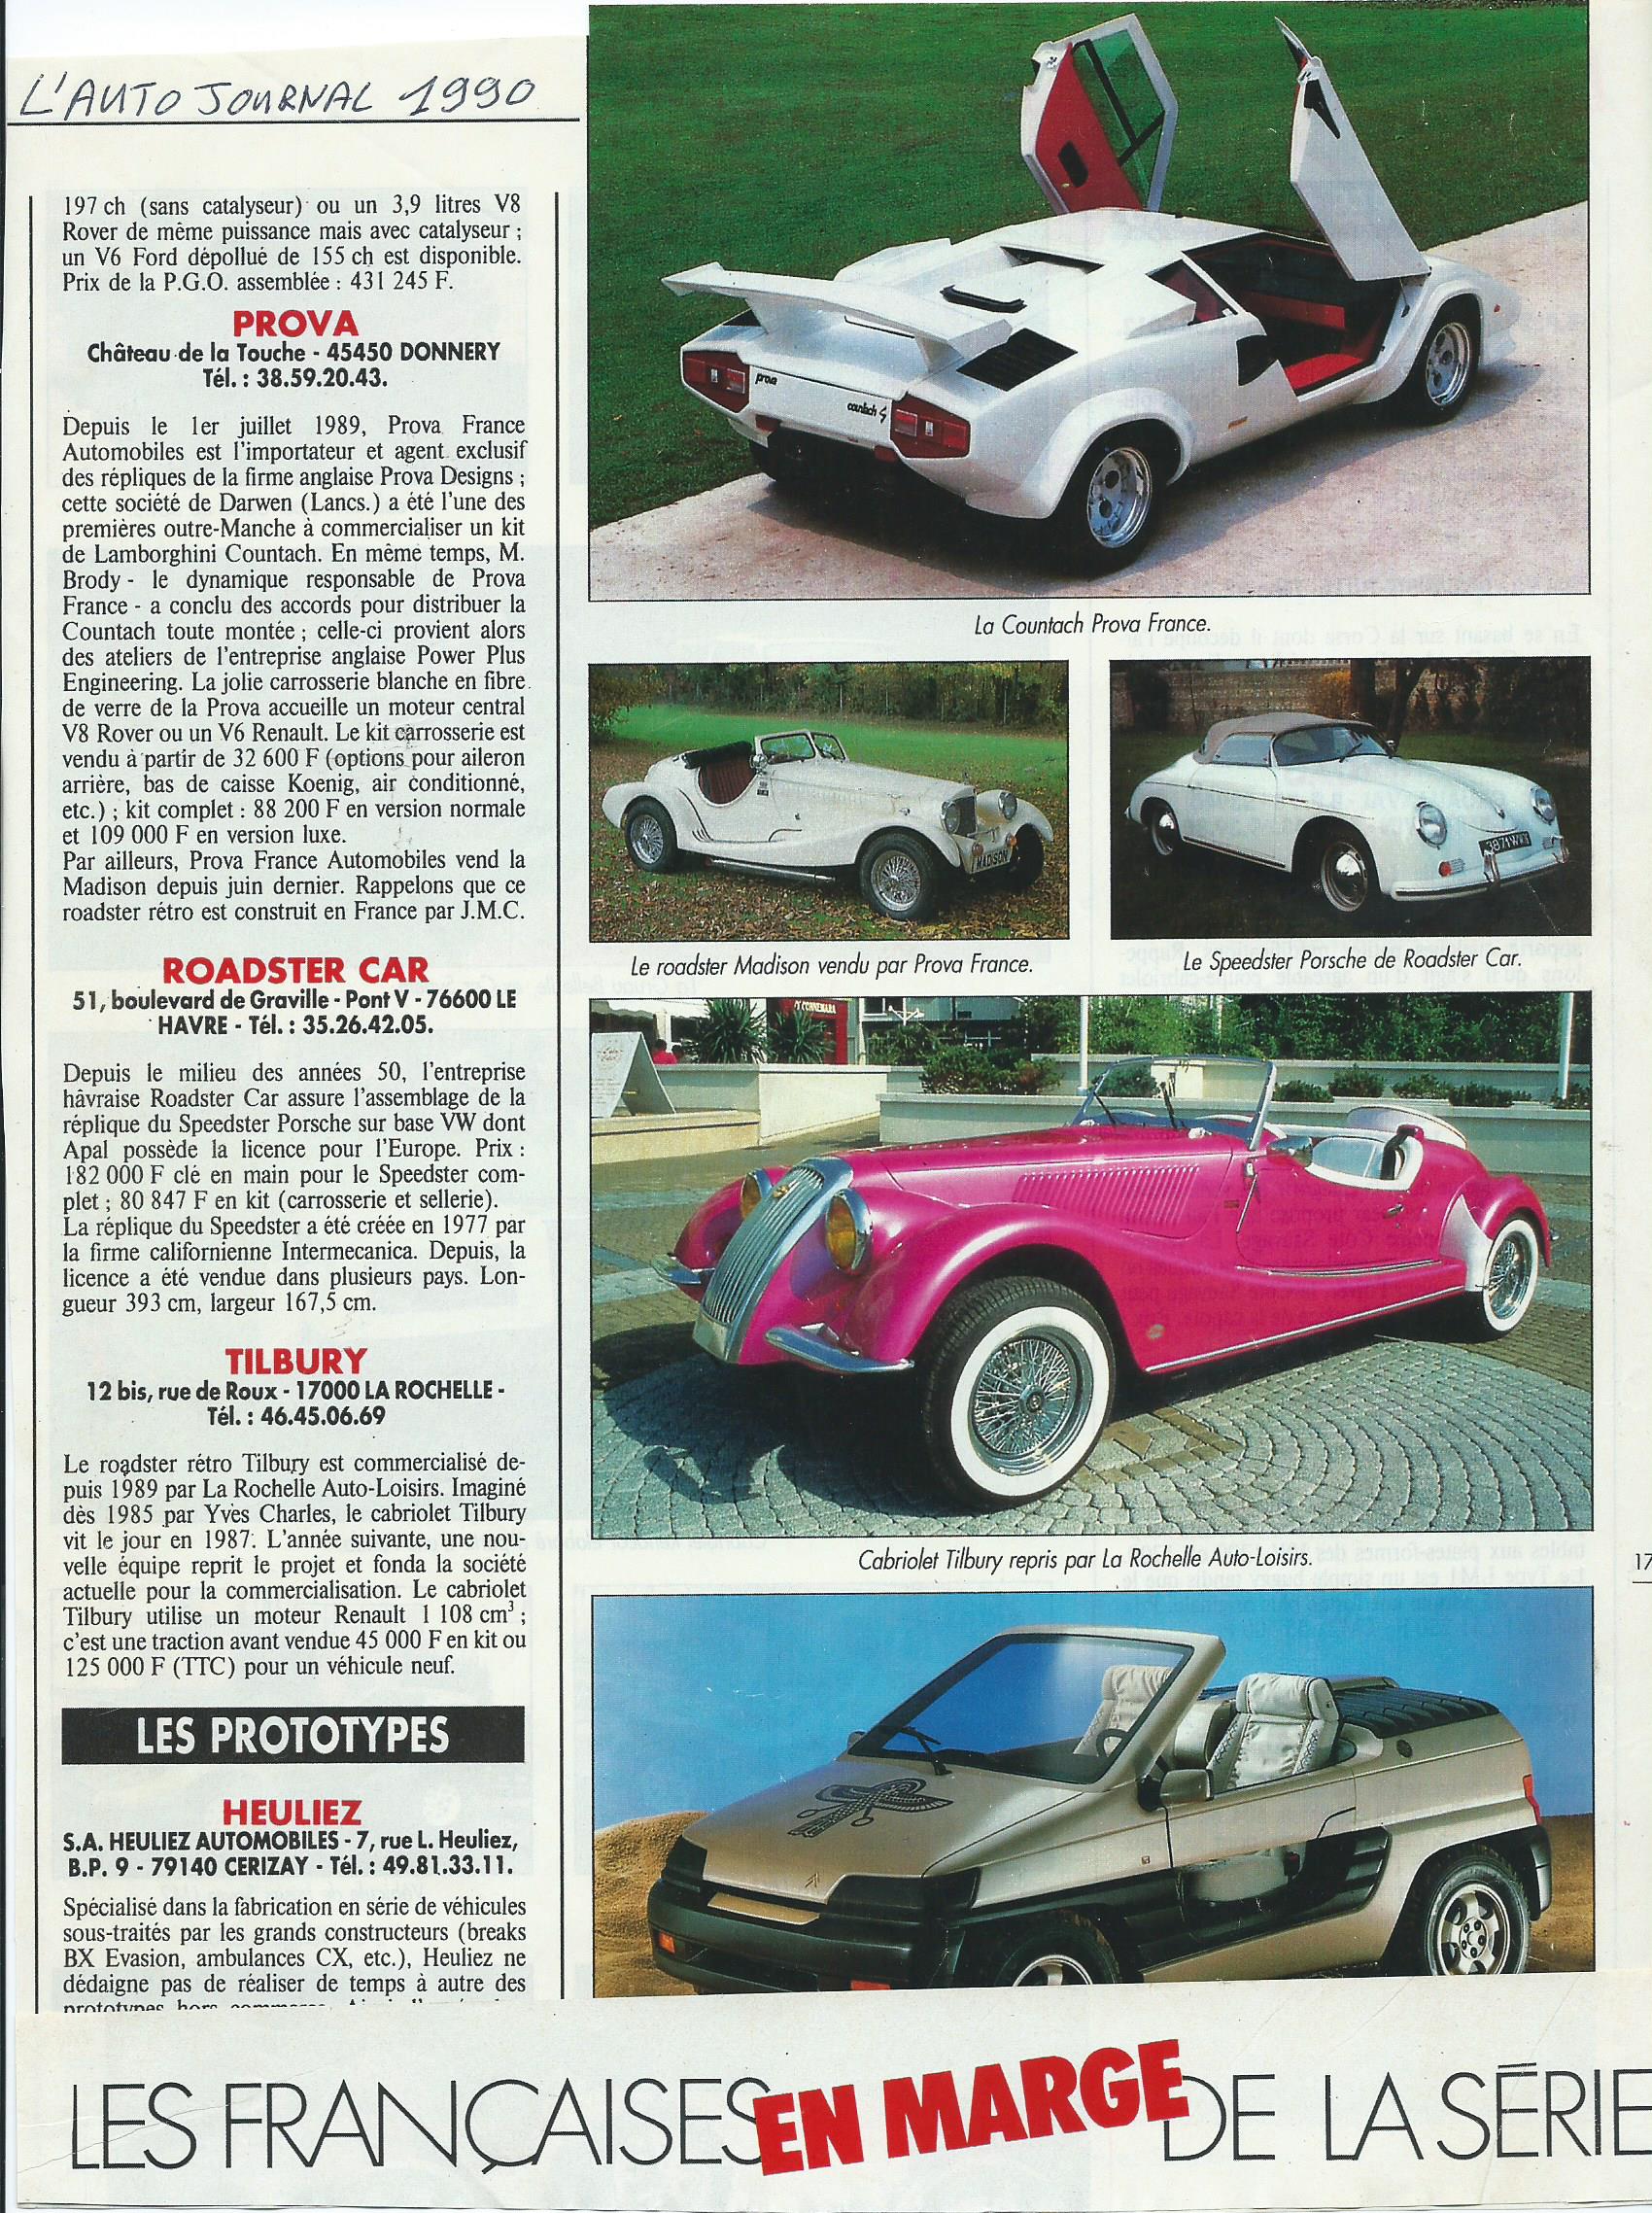 L'AUTO JOURNAL 1990
197 ch (sans catalyseur) ou un 3,9 litres V8
Rover de même puissance mais avec catalyseur ;
un V6 Ford dépollué de 155 ch est disponible.
Prix de la P.G.O. assemblée : 431 245 F.
PROVA
Château de la Touche - 45450 DONNERY
Tél. : 38.59.20.43.
Depuis le 1er juillet 1989, Prova France
Automobiles est l'importateur et agent exclusif
des répliques de la firme anglaise Prova Designs ;
cette société de Darwen (Lancs.) a été l'une des
premières outre-Manche à commercialiser un kit
de Lamborghini Countach. En même temps, M.
Brody - le dynamique responsable de Prova
France - a conclu des accords pour distribuer la
Countach toute montée ; celle-ci provient alors
des ateliers de l'entreprise anglaise Power Plus
Engineering. La jolie carrosserie blanche en fibre
de verre de la Prova accueille un moteur central
V8 Rover ou un V6 Renault. Le kit carrosserie est
vendu à partir de 32 600 F (options pour aileron
arrière, bas de caisse Koenig, air conditionné,
etc.) ; kit complet : 88 200 F en version normale
et 109 000 F en version luxe.
Par ailleurs, Prova France Automobiles vend la
Madison depuis juin dernier. Rappelons que ce
roadster rétro est construit en France par J.M.C.
ROADSTER CAR
51, boulevard de Graville - Pont V - 76600 LE
HAVRE - Tél. : 35.26.42.05.
Depuis le milieu des années 50, l'entreprise
hâvraise Roadster Car assure l'assemblage de la
réplique du Speedster Porsche sur base VW dont
Apal possède la licence pour l'Europe. Prix :
182 000 F clé en main pour le Speedster com-
plet ; 80 847 F en kit (carrosserie et sellerie).
La réplique du Speedster a été créée en 1977 par
la firme californienne Intermecanica. Depuis, la
licence a été vendue dans plusieurs pays. Lon-
gueur 393 cm, largeur 167,5 cm.
TILBURY
12 bis, rue de Roux - 17000 LA ROCHELLE -
Tél. : 46.45.06.69
Le roadster rétro Tilbury est commercialisé de-
puis 1989 par La Rochelle Auto-Loisirs. Imaginé
dès 1985 par Yves Charles, le cabriolet Tilbury
vit le jour en 1987. L'année suivante, une nou-
velle équipe reprit le projet et fonda la société
actuelle pour la commercialisation. Le cabriolet
Tilbury utilise un moteur Renault 1 108 cm³ ;
c'est une traction avant vendue 45 000 F en kit ou
125 000 F (TTC) pour un véhicule neuf.
LES PROTOTYPES
HEULIEZ
S.A. HEULIEZ AUTOMOBILES - 7, rue L. Heuliez,
B.P. 9 - 79140 CERIZAY - Tél. : 49.81.33.11.
Spécialisé dans la fabrication en série de véhicules
sous-traités par les grands constructeurs (breaks
BX Evasion, ambulances CX, etc.), Heuliez ne
dédaigne pas de réaliser de temps à autre des
prototypes hors
prova
countach S
La Countach Prova France.
MADISON
Le roadster Madison vendu par Prova France.
Le Speedster Porsche de Roadster Car.
Cabriolet Tilbury repris par La Rochelle Auto-Loisirs.
17
LES FRANÇAISES EN MARGE DE LA SÉRIE